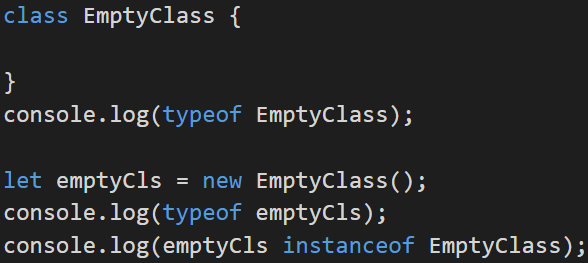 class EmptyClass {
}
console.log(typeof EmptyClass);
let emptyCls = new EmptyClass();
console.log(typeof emptyCls);
console.log(emptyCls instanceof EmptyClass);